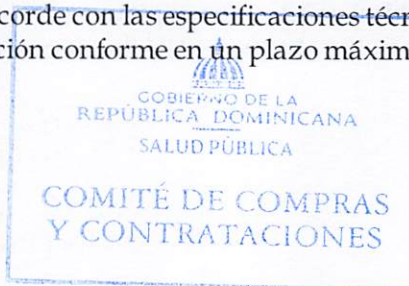 corde con las especificaciones técn
ción conforme en un plazo máxim
GOBIERNO DE LA
REPÚBLICA DOMINICANA
SALUD PÚBLICA
COMITÉ DE COMPRAS
Y CONTRATACIONES